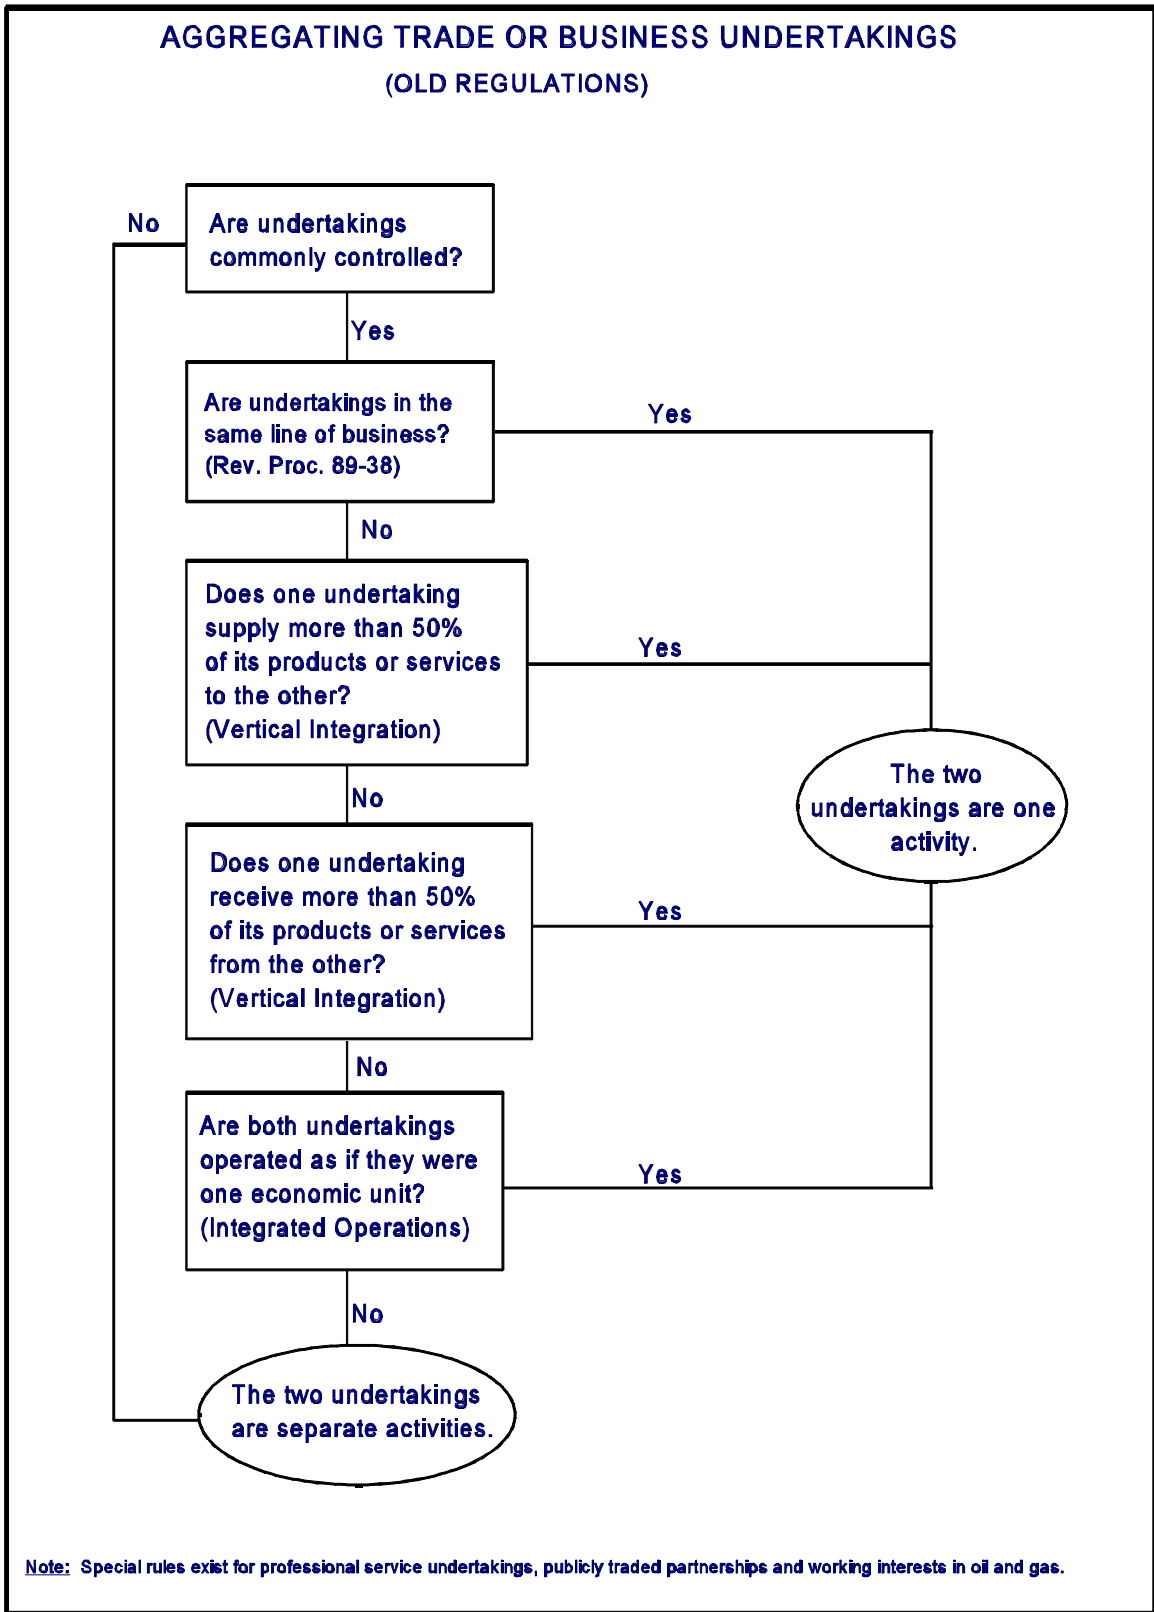 AGGREGATING TRADE OR BUSINESS UNDERTAKINGS
(OLD REGULATIONS)
No
Are undertakings
commonly controlled?
Yes
Are undertakings in the
same line of business?
(Rev. Proc. 89-38)
Yes
No
Does one undertaking
supply more than 50%
of its products or services
to the other?
(Vertical Integration)
Yes
The two
undertakings are one
activity.
No
Does one undertaking
receive more than 50%
of its products or services
from the other?
(Vertical Integration)
Yes
No
Are both undertakings
operated as if they were
one economic unit?
(Integrated Operations)
Yes
No
The two undertakings
are separate activities.
Note: Special rules exist for professional service undertakings, publicly traded partnerships and working interests in oil and gas.